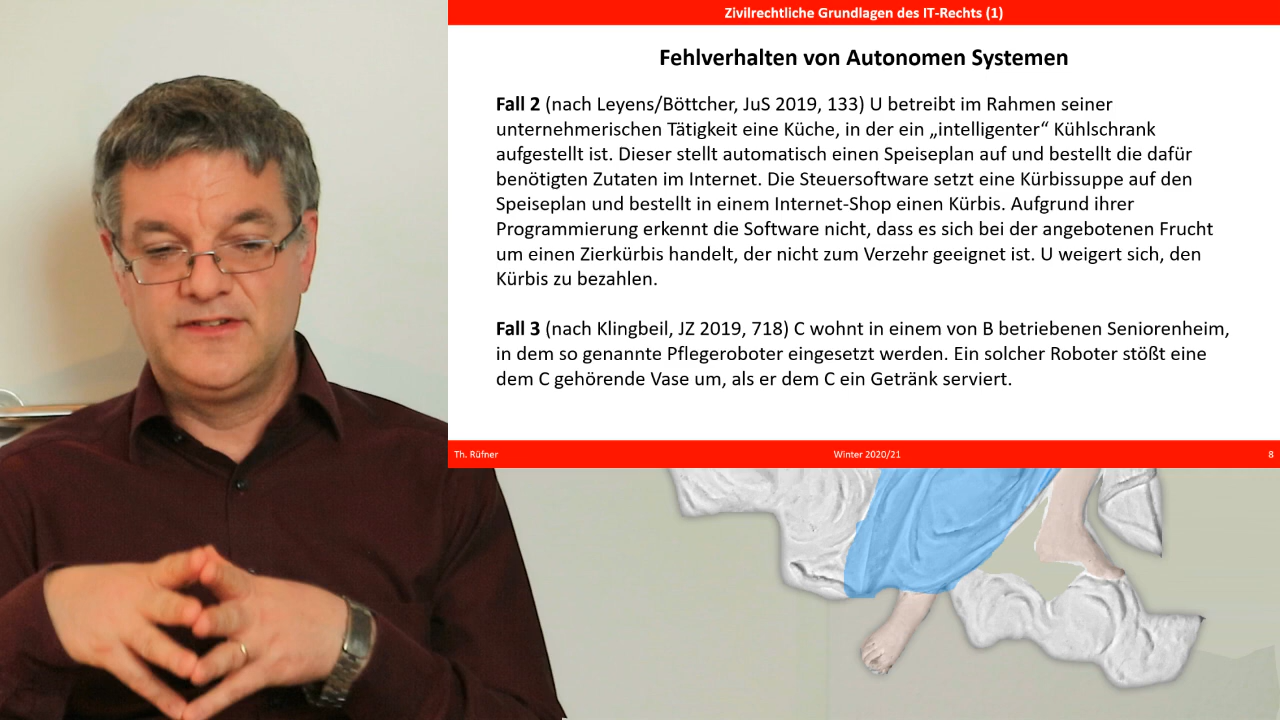 Zivilrechtliche Grundlagen des IT-Rechts (1)
Fehlverhalten von Autonomen Systemen
Fall 2 (nach Leyens/Böttcher, JuS 2019, 133) U betreibt im Rahmen seiner
unternehmerischen Tätigkeit eine Küche, in der ein „intelligenter“ Kühlschrank
aufgestellt ist. Dieser stellt automatisch einen Speiseplan auf und bestellt die dafür
benötigten Zutaten im Internet. Die Steuersoftware setzt eine Kürbissuppe auf den
Speiseplan und bestellt in einem Internet-Shop einen Kürbis. Aufgrund ihrer
Programmierung erkennt die Software nicht, dass es sich bei der angebotenen Frucht
um einen Zierkürbis handelt, der nicht zum Verzehr geeignet ist. U weigert sich, den
Kürbis zu bezahlen.
Fall 3 (nach Klingbeil, JZ 2019, 718) C wohnt in einem von B betriebenen Seniorenheim,
in dem so genannte Pflegeroboter eingesetzt werden. Ein solcher Roboter stößt eine
dem C gehörende Vase um, als er dem C ein Getränk serviert.
Th. Rüfner Winter 2020/21 8